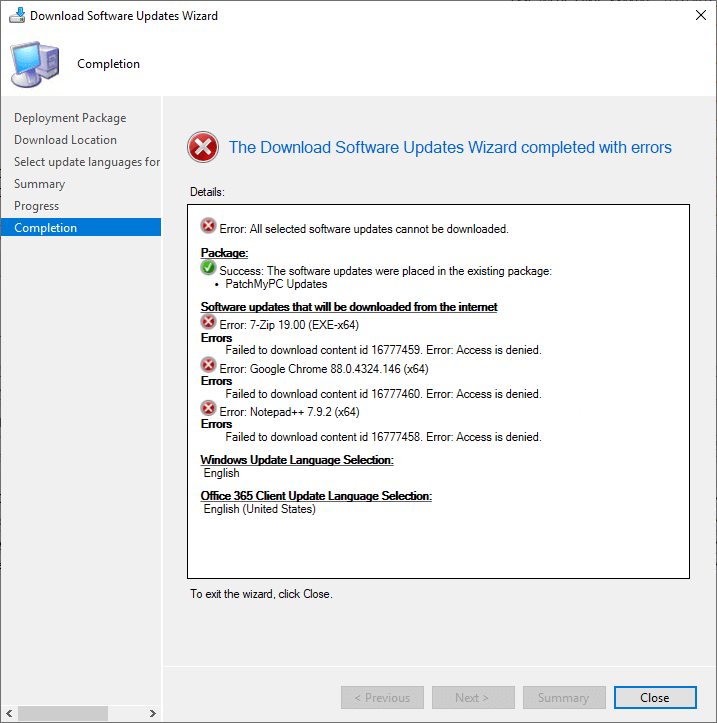 Download Software Updates Wizard
Completion
Deployment Package
Download Location
Select update languages for
Summary
Progress
Completion
The Download Software Updates Wizard completed with errors
Details:
Error: All selected software updates cannot be downloaded.
Package:
Success: The software updates were placed in the existing package:
• PatchMyPC Updates
Software updates that will be downloaded from the internet
Error: 7-Zip 19.00 (EXE-x64)
Errors
Failed to download content id 16777459. Error: Access is denied.
Error: Google Chrome 88.0.4324.146 (x64)
Errors
Failed to download content id 16777460. Error: Access is denied.
Error: Notepad++ 7.9.2 (x64)
Errors
Failed to download content id 16777458. Error: Access is denied.
Windows Update Language Selection:
English
Office 365 Client Update Language Selection:
English (United States)
To exit the wizard, click Close.
< Previous
Next >
Summary
Close